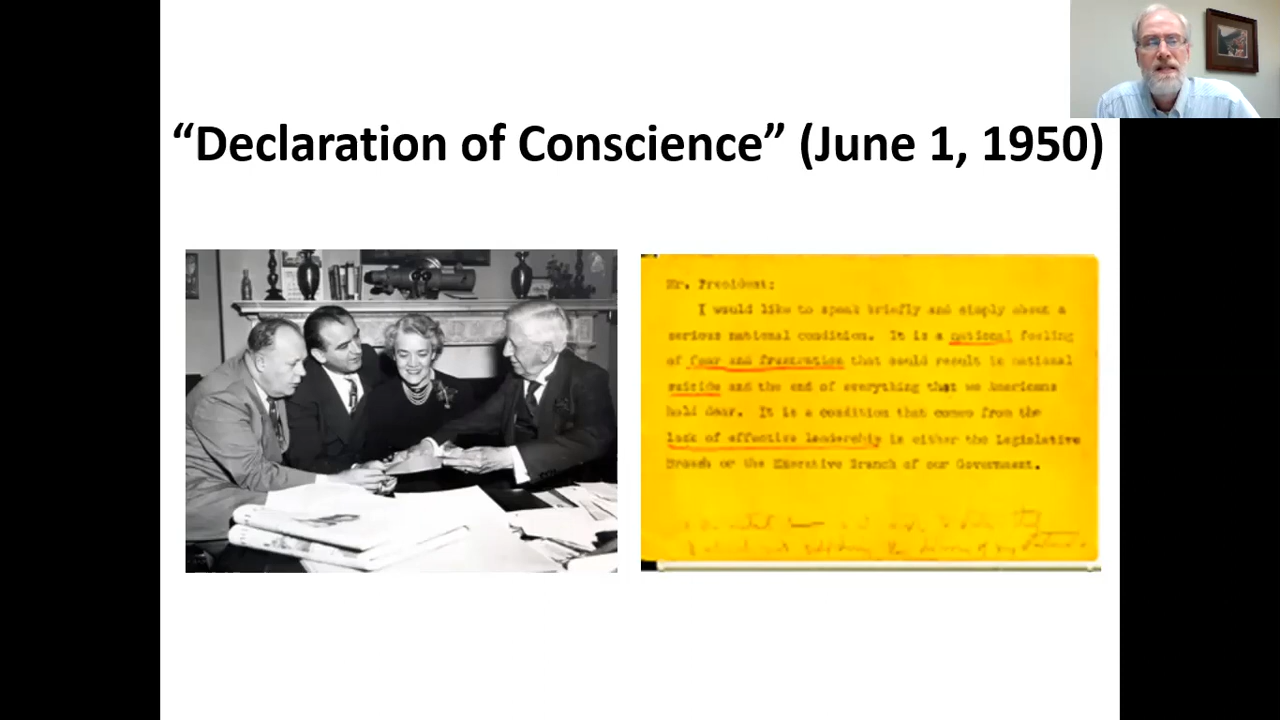 “Declaration of Conscience” (June 1, 1950)
Mr. President:
I would like to speak briefly and simply about a
serious national condition. It is a national feeling
of fear and frustration that could result in national
suicide and the end of everything that we Americans
hold dear. It is a condition that comes from the
lack of effective leadership in either the Legislative
Branch or the Executive Branch of our Government.